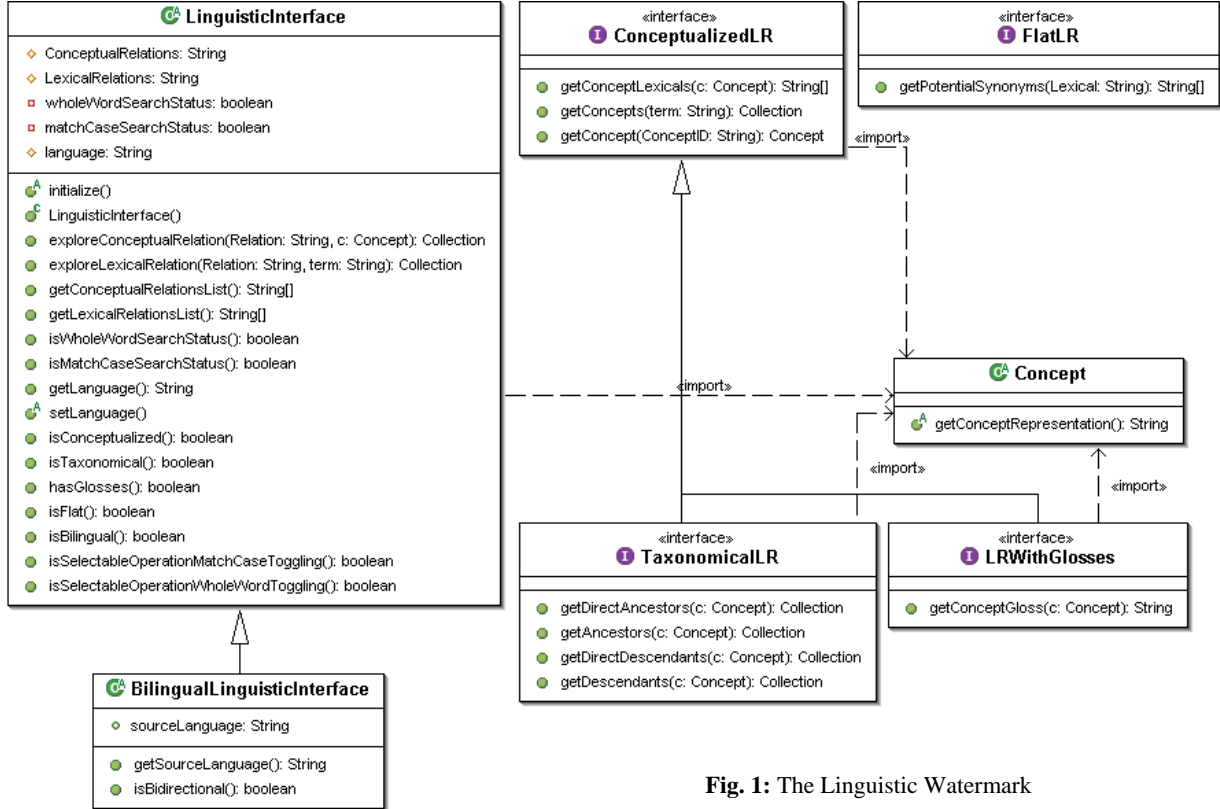 LinguisticInterface
ConceptualRelations: String
LexicalRelations: String
wholeWordSearchStatus: boolean
matchCaseSearchStatus: boolean
language: String
initialize()
LinguisticInterface()
exploreConceptualRelation(Relation: String, c: Concept): Collection
exploreLexicalRelation(Relation: String, term: String): Collection
getConceptualRelationsList(): String[]
getLexicalRelationsList(): String[]
isWholeWordSearchStatus(): boolean
isMatchCaseSearchStatus(): boolean
getLanguage(): String
setLanguage()
isConceptualized(): boolean
isTaxonomical(): boolean
hasGlosses(): boolean
isFlat(): boolean
isBilingual(): boolean
isSelectableOperationMatchCaseToggling(): boolean
isSelectableOperationWholeWordToggling(): boolean
BilingualLinguisticInterface
sourceLanguage: String
getSourceLanguage(): String
isBidirectional(): boolean
«interface»
ConceptualizedLR
getConceptLexicals(c: Concept): String[]
getConcepts(term: String): Collection
getConcept(ConceptID: String): Concept
«interface»
FlatLR
getPotentialSynonyms(Lexical: String): String[]
«import»
«import»
Concept
getConceptRepresentation(): String
«import»
«import»
«interface»
TaxonomicalLR
getDirectAncestors(c: Concept): Collection
getAncestors(c: Concept): Collection
getDirectDescendants(c: Concept): Collection
getDescendants(c: Concept): Collection
«interface»
LRWithGlosses
getConceptGloss(c: Concept): String
Fig. 1: The Linguistic Watermark